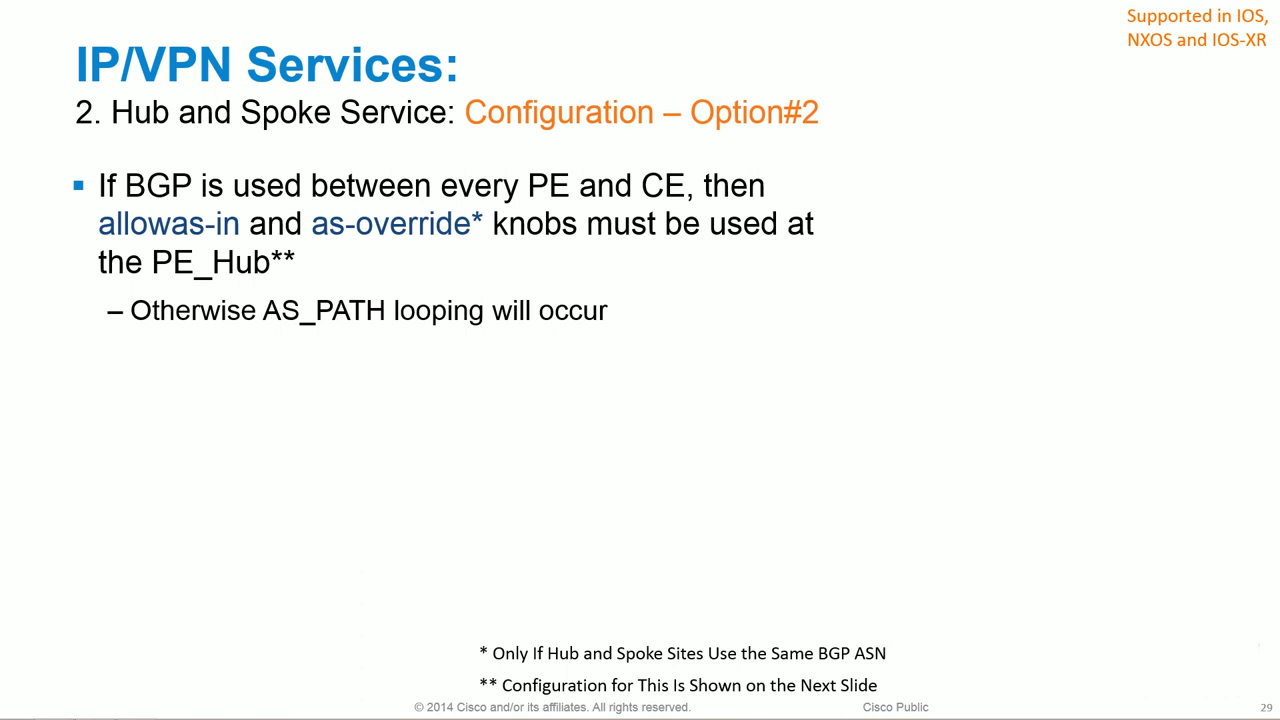 Supported in IOS,
NXOS and IOS-XR
IP/VPN Services:
2. Hub and Spoke Service: Configuration – Option#2
▪ If BGP is used between every PE and CE, then
allowas-in and as-override* knobs must be used at
the PE_Hub**
– Otherwise AS_PATH looping will occur
* Only If Hub and Spoke Sites Use the Same BGP ASN
** Configuration for This Is Shown on the Next Slide
© 2014 Cisco and/or its affiliates. All rights reserved. Cisco Public 29